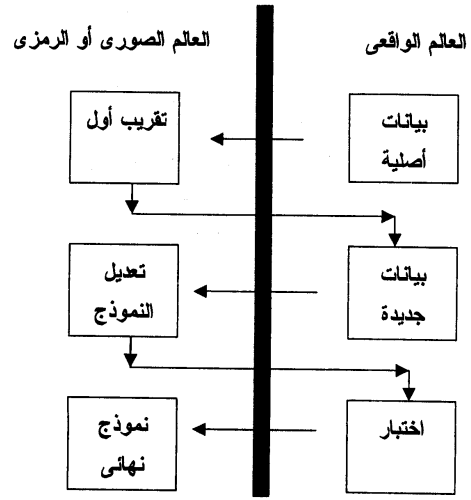 العالم الواقعى
العالم الصورى أو الرمزى
بيانات
أصلية
تقريب أول
بيانات
جديدة
تعديل
النموذج
اختبار
نموذج
نهائى